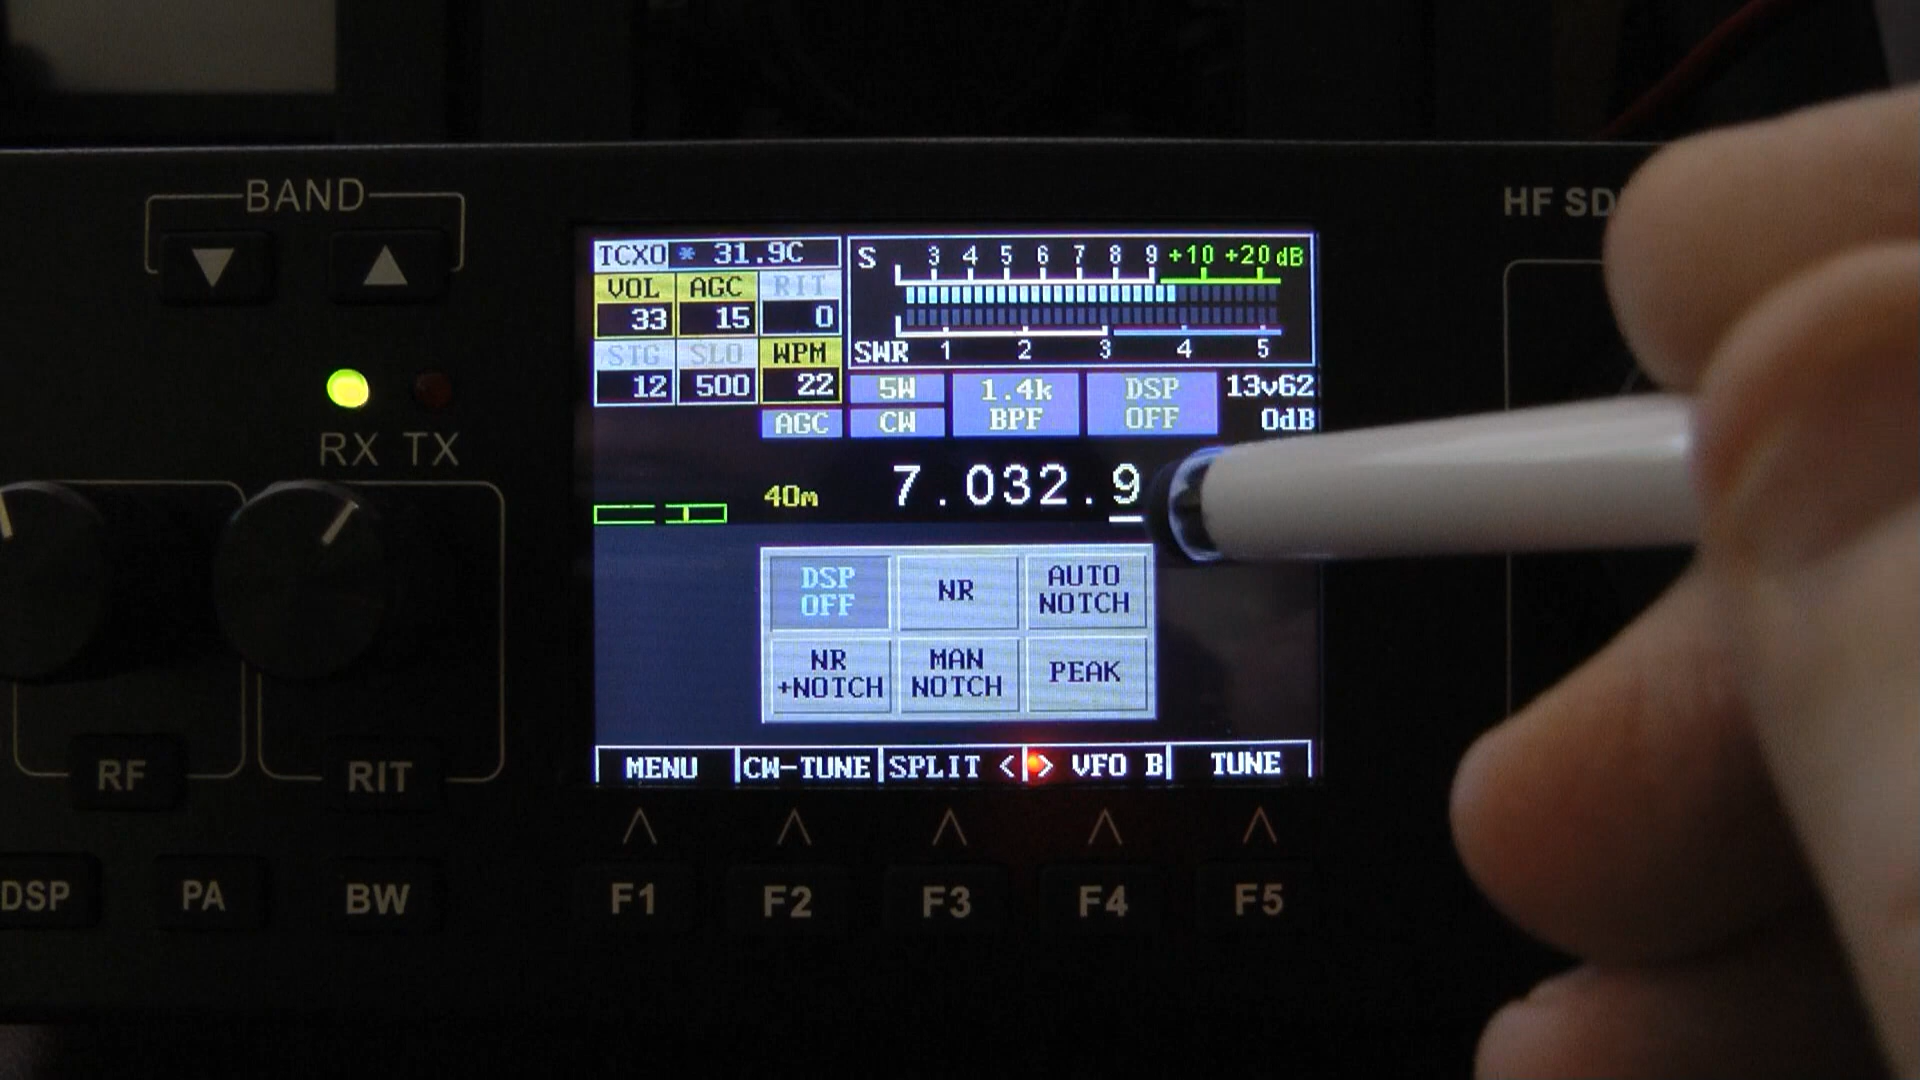 BAND
HF SD
TCXO * 31.9C
VOL AGC RIT
33 15 0
STG SLO WPM
12 500 22
S 3 4 5 6 7 8 9 +10 +20 dB
SWR 1 2 3 4 5
5W 1.4k BPF DSP OFF 13v62
AGC CW 0dB
RX TX
40m 7.032.9
DSP OFF
NR
AUTO NOTCH
NR +NOTCH
MAN NOTCH
PEAK
RF RIT
MENU CW-TUNE SPLIT < > VFO B TUNE
DSP PA BW F1 F2 F3 F4 F5